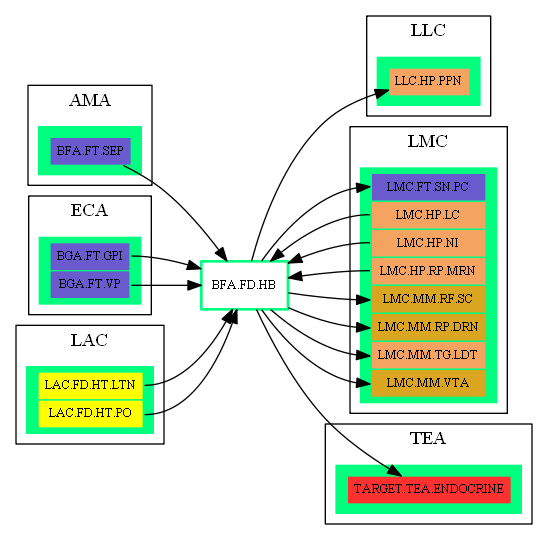 AMA
BFA.FT.SEP
ECA
BGA.FT.GPI
BGA.FT.VP
LAC
LAC.FD.HT.LTN
LAC.FD.HT.PO
BFA.FD.HB
LLC
LLC.HP.PPN
LMC
LMC.FT.SN.PC
LMC.HP.LC
LMC.HP.NI
LMC.HP.RP.MRN
LMC.MM.RF.SC
LMC.MM.RP.DRN
LMC.MM.TG.LDT
LMC.MM.VTA
TEA
TARGET.TEA.ENDOCRINE